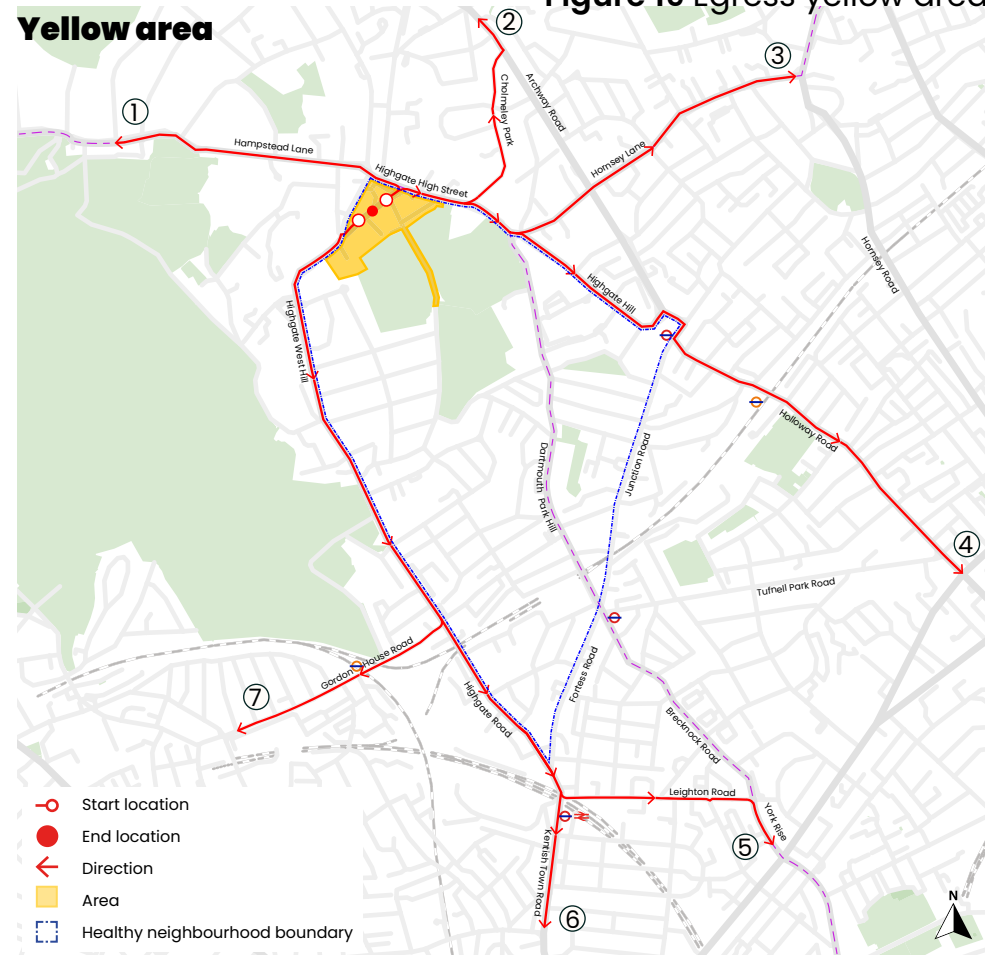 Figure 10 Egress yellow area
Yellow area
①
②
③
Hampstead Lane
Highgate High Street
Cholmeley Park
Archway Road
Hornsey Lane
Hornsey Road
Highgate Hill
Highgate West Hill
Holloway Road
Junction Road
Dartmouth Park Hill
④
Tufnell Park Road
Gordon House Road
⑦
Highgate Road
Fortess Road
Brecknock Road
Leighton Road
York Rise
⑤
Kentish Town Road
⑥
Start location
End location
Direction
Area
Healthy neighbourhood boundary
N